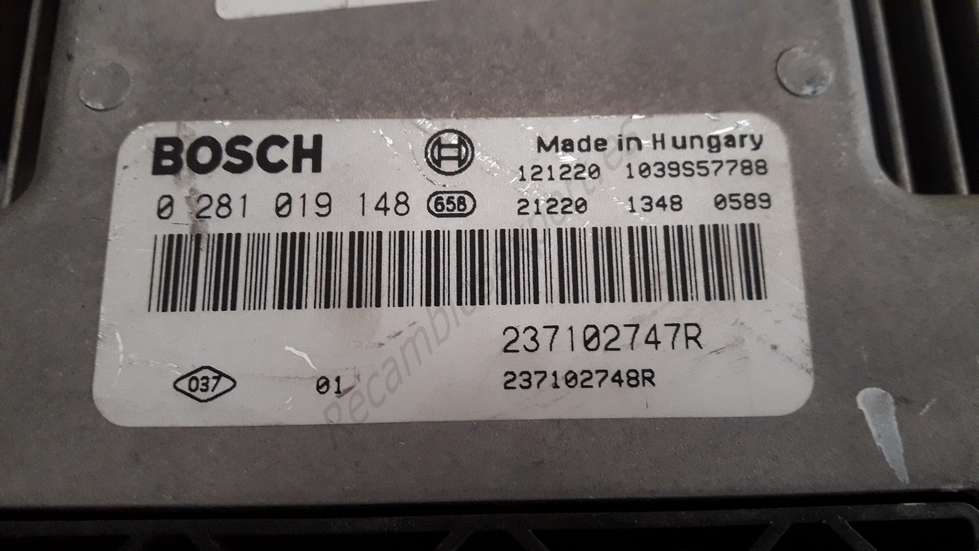 BOSCH
Made in Hungary
121220 1039S57788
0 281 019 148 658
21220 1348 0589
237102747R
037 01 237102748R